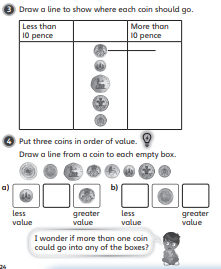 3 Draw a line to show where each coin should go.
Less than
10 pence
More than
10 pence
4 Put three coins in order of value.
Draw a line from a coin to each empty box.
a)
b)
less
value
greater
value
less
value
greater
value
I wonder if more than one coin
could go into any of the boxes?
24